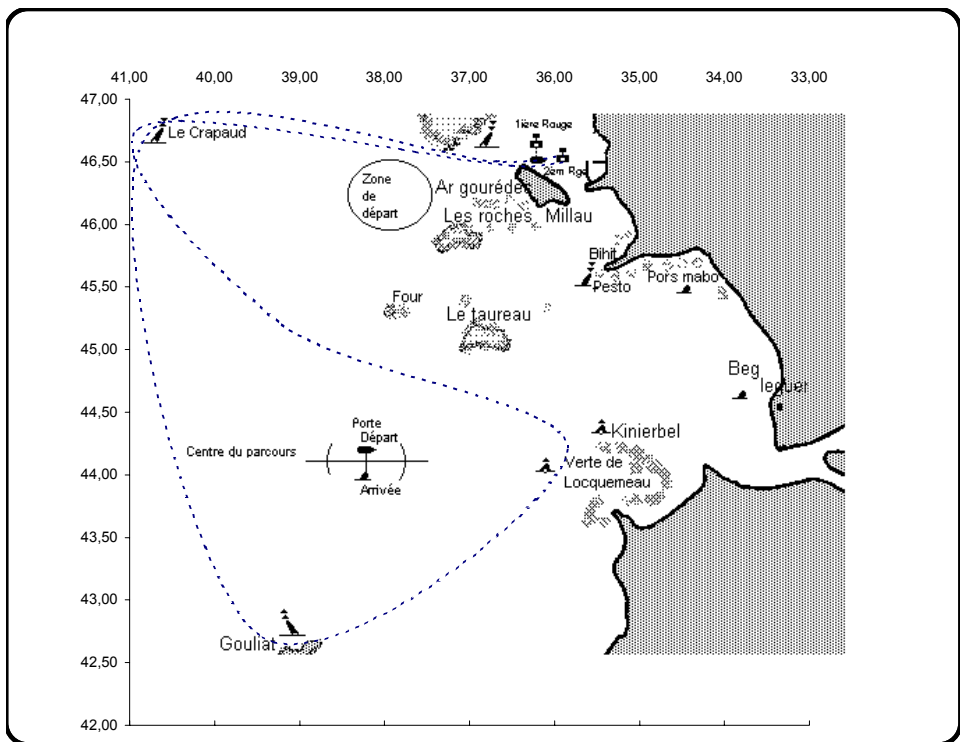 41,00 40,00 39,00 38,00 37,00 36,00 35,00 34,00 33,00
47,00
1ière Rouge
Le Crapaud
46,50
2èm Rge
Zone
de
départ
Ar gourédec
46,00
Les roches Millau
Bihit
45,50
Pesto
Pors mabo
Four
Le taureau
45,00
Beg
leguer
44,50
Porte
Départ
Kinierbel
Centre du parcours
Verte de
Locquemeau
44,00
Arrivée
43,50
43,00
Gouliat
42,50
42,00